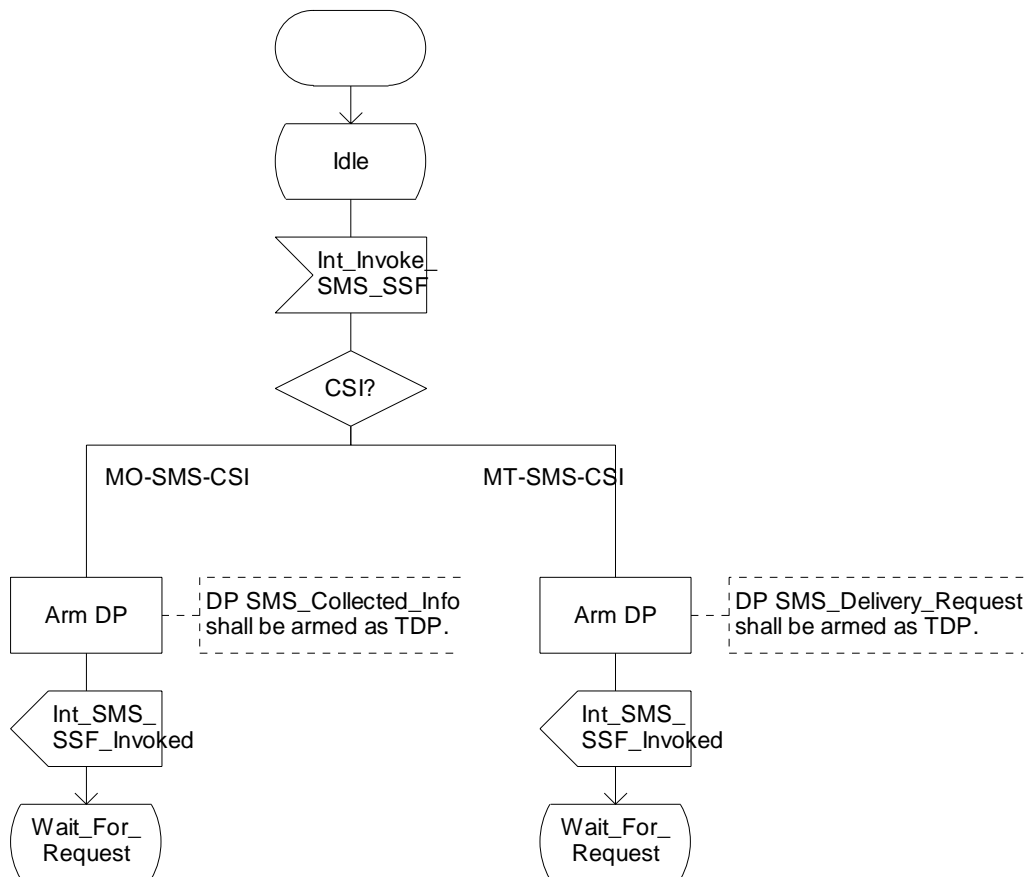 Idle
Int_Invoke_
SMS_SSF
CSI?
MO-SMS-CSI
MT-SMS-CSI
Arm DP
DP SMS_Collected_Info
shall be armed as TDP.
Arm DP
DP SMS_Delivery_Request
shall be armed as TDP.
Int_SMS_
SSF_Invoked
Int_SMS_
SSF_Invoked
Wait_For_
Request
Wait_For_
Request